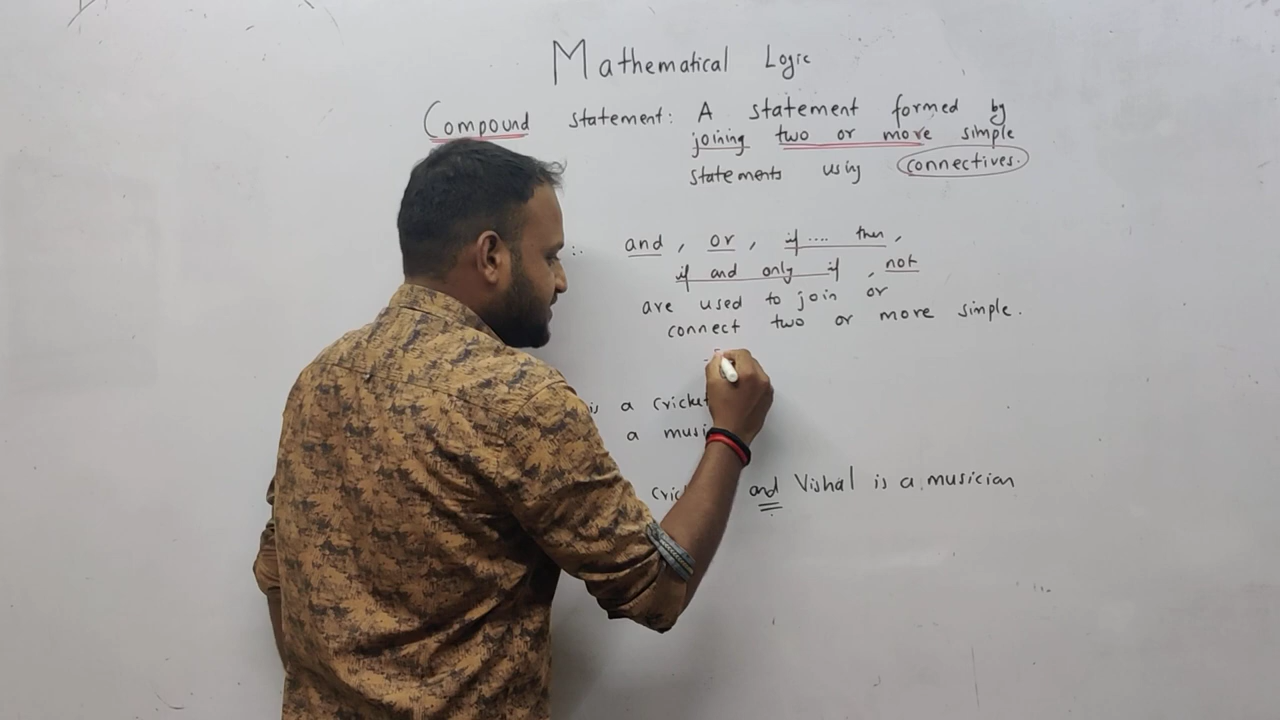 Mathematical Logic
Compound statement: A statement formed by
joining two or more simple
statements using connectives.
and , or , if .... then ,
if and only if , not
are used to join or
connect two or more simple.
is a
a
and Vishal is a musician